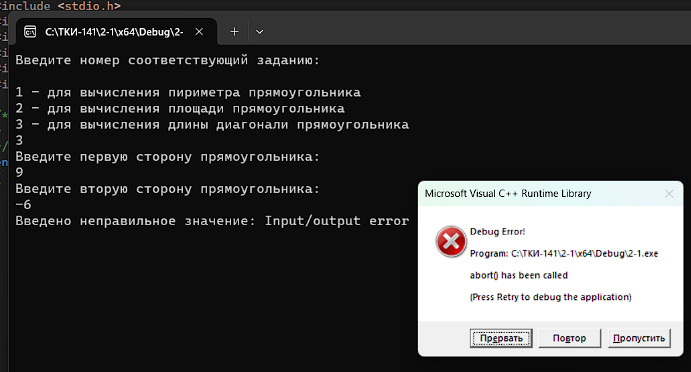 #include <stdio.h>
C:\ТКИ-141\2-1\x64\Debug\2-
Введите номер соответствующий заданию:
1 - для вычисления пириметра прямоугольника
2 - для вычисления площади прямоугольника
3 - для вычисления длины диагонали прямоугольника
3
Введите первую сторону прямоугольника:
9
Введите вторую сторону прямоугольника:
-6
Введено неправильное значение: Input/output error
Microsoft Visual C++ Runtime Library
Debug Error!
Program: C:\ТКИ-141\2-1\x64\Debug\2-1.exe
abort() has been called
(Press Retry to debug the application)
Прервать
Повтор
Пропустить